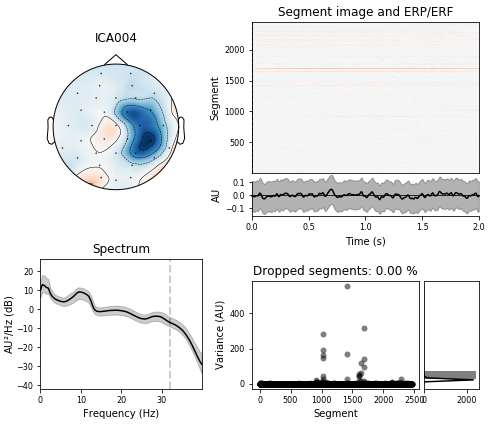 ICA004
Segment image and ERP/ERF
Segment
2000
1500
1000
500
AU
0.1
0.0
−0.1
0.0 0.5 1.0 1.5 2.0
Time (s)
Spectrum
AU²/Hz (dB)
20
10
0
−10
−20
−30
−40
0 10 20 30
Frequency (Hz)
Dropped segments: 0.00 %
Variance (AU)
400
200
0
0 500 1000 1500 2000 2500
Segment
0 2000